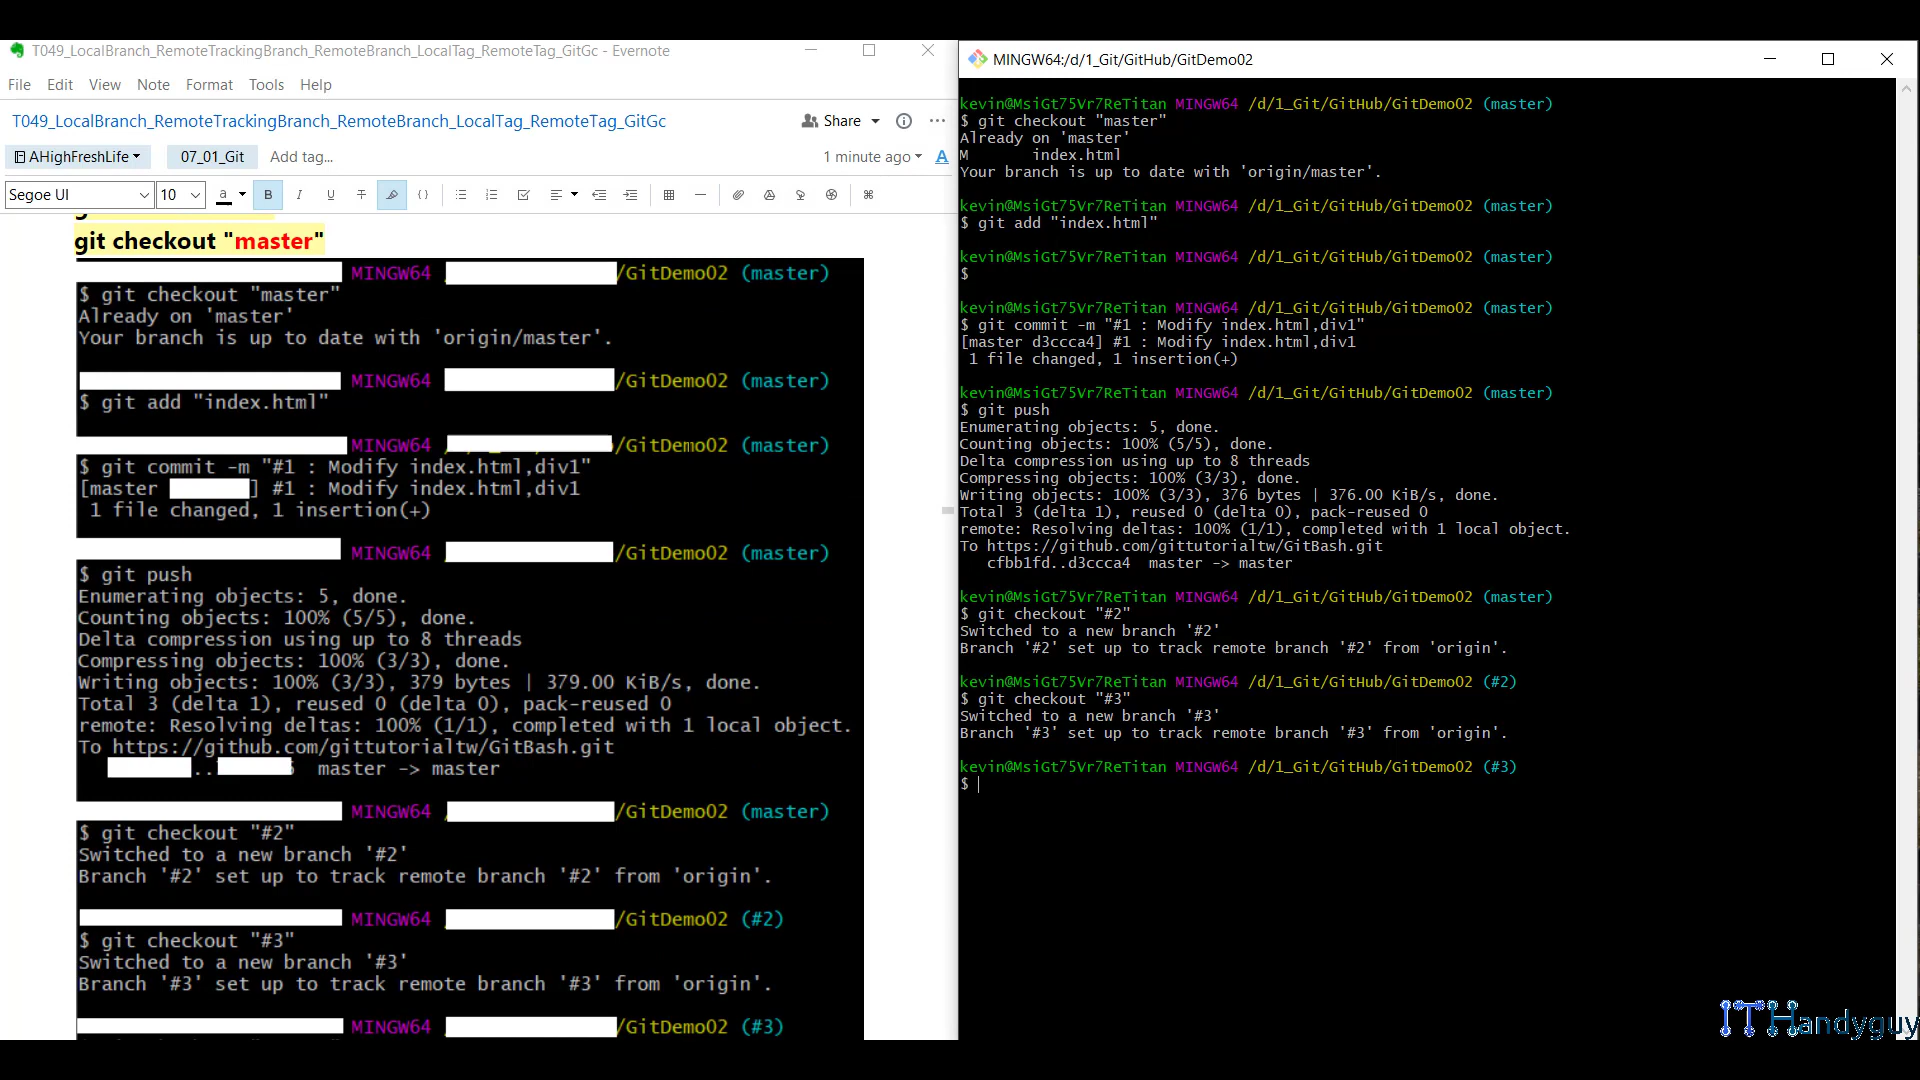 T049_LocalBranch_RemoteTrackingBranch_RemoteBranch_LocalTag_RemoteTag_GitGc - Evernote
File Edit View Note Format Tools Help
T049_LocalBranch_RemoteTrackingBranch_RemoteBranch_LocalTag_RemoteTag_GitGc
Share
AHighFreshLife 07_01_Git Add tag...
1 minute ago
Segoe UI 10
git checkout "master"
MINGW64 /GitDemo02 (master)
$ git checkout "master"
Already on 'master'
Your branch is up to date with 'origin/master'.
MINGW64 /GitDemo02 (master)
$ git add "index.html"
MINGW64 /GitDemo02 (master)
$ git commit -m "#1 : Modify index.html,div1"
[master ] #1 : Modify index.html,div1
1 file changed, 1 insertion(+)
MINGW64 /GitDemo02 (master)
$ git push
Enumerating objects: 5, done.
Counting objects: 100% (5/5), done.
Delta compression using up to 8 threads
Compressing objects: 100% (3/3), done.
Writing objects: 100% (3/3), 379 bytes | 379.00 KiB/s, done.
Total 3 (delta 1), reused 0 (delta 0), pack-reused 0
remote: Resolving deltas: 100% (1/1), completed with 1 local object.
To https://github.com/gittutorialtw/GitBash.git
.. master -> master
MINGW64 /GitDemo02 (master)
$ git checkout "#2"
Switched to a new branch '#2'
Branch '#2' set up to track remote branch '#2' from 'origin'.
MINGW64 /GitDemo02 (#2)
$ git checkout "#3"
Switched to a new branch '#3'
Branch '#3' set up to track remote branch '#3' from 'origin'.
MINGW64 /GitDemo02 (#3)
MINGW64:/d/1_Git/GitHub/GitDemo02
kevin@MsiGt75Vr7ReTitan MINGW64 /d/1_Git/GitHub/GitDemo02 (master)
$ git checkout "master"
Already on 'master'
M index.html
Your branch is up to date with 'origin/master'.
kevin@MsiGt75Vr7ReTitan MINGW64 /d/1_Git/GitHub/GitDemo02 (master)
$ git add "index.html"
kevin@MsiGt75Vr7ReTitan MINGW64 /d/1_Git/GitHub/GitDemo02 (master)
$
kevin@MsiGt75Vr7ReTitan MINGW64 /d/1_Git/GitHub/GitDemo02 (master)
$ git commit -m "#1 : Modify index.html,div1"
[master d3ccca4] #1 : Modify index.html,div1
1 file changed, 1 insertion(+)
kevin@MsiGt75Vr7ReTitan MINGW64 /d/1_Git/GitHub/GitDemo02 (master)
$ git push
Enumerating objects: 5, done.
Counting objects: 100% (5/5), done.
Delta compression using up to 8 threads
Compressing objects: 100% (3/3), done.
Writing objects: 100% (3/3), 376 bytes | 376.00 KiB/s, done.
Total 3 (delta 1), reused 0 (delta 0), pack-reused 0
remote: Resolving deltas: 100% (1/1), completed with 1 local object.
To https://github.com/gittutorialtw/GitBash.git
cfbb1fd..d3ccca4 master -> master
kevin@MsiGt75Vr7ReTitan MINGW64 /d/1_Git/GitHub/GitDemo02 (master)
$ git checkout "#2"
Switched to a new branch '#2'
Branch '#2' set up to track remote branch '#2' from 'origin'.
kevin@MsiGt75Vr7ReTitan MINGW64 /d/1_Git/GitHub/GitDemo02 (#2)
$ git checkout "#3"
Switched to a new branch '#3'
Branch '#3' set up to track remote branch '#3' from 'origin'.
kevin@MsiGt75Vr7ReTitan MINGW64 /d/1_Git/GitHub/GitDemo02 (#3)
$
ITHandyguy